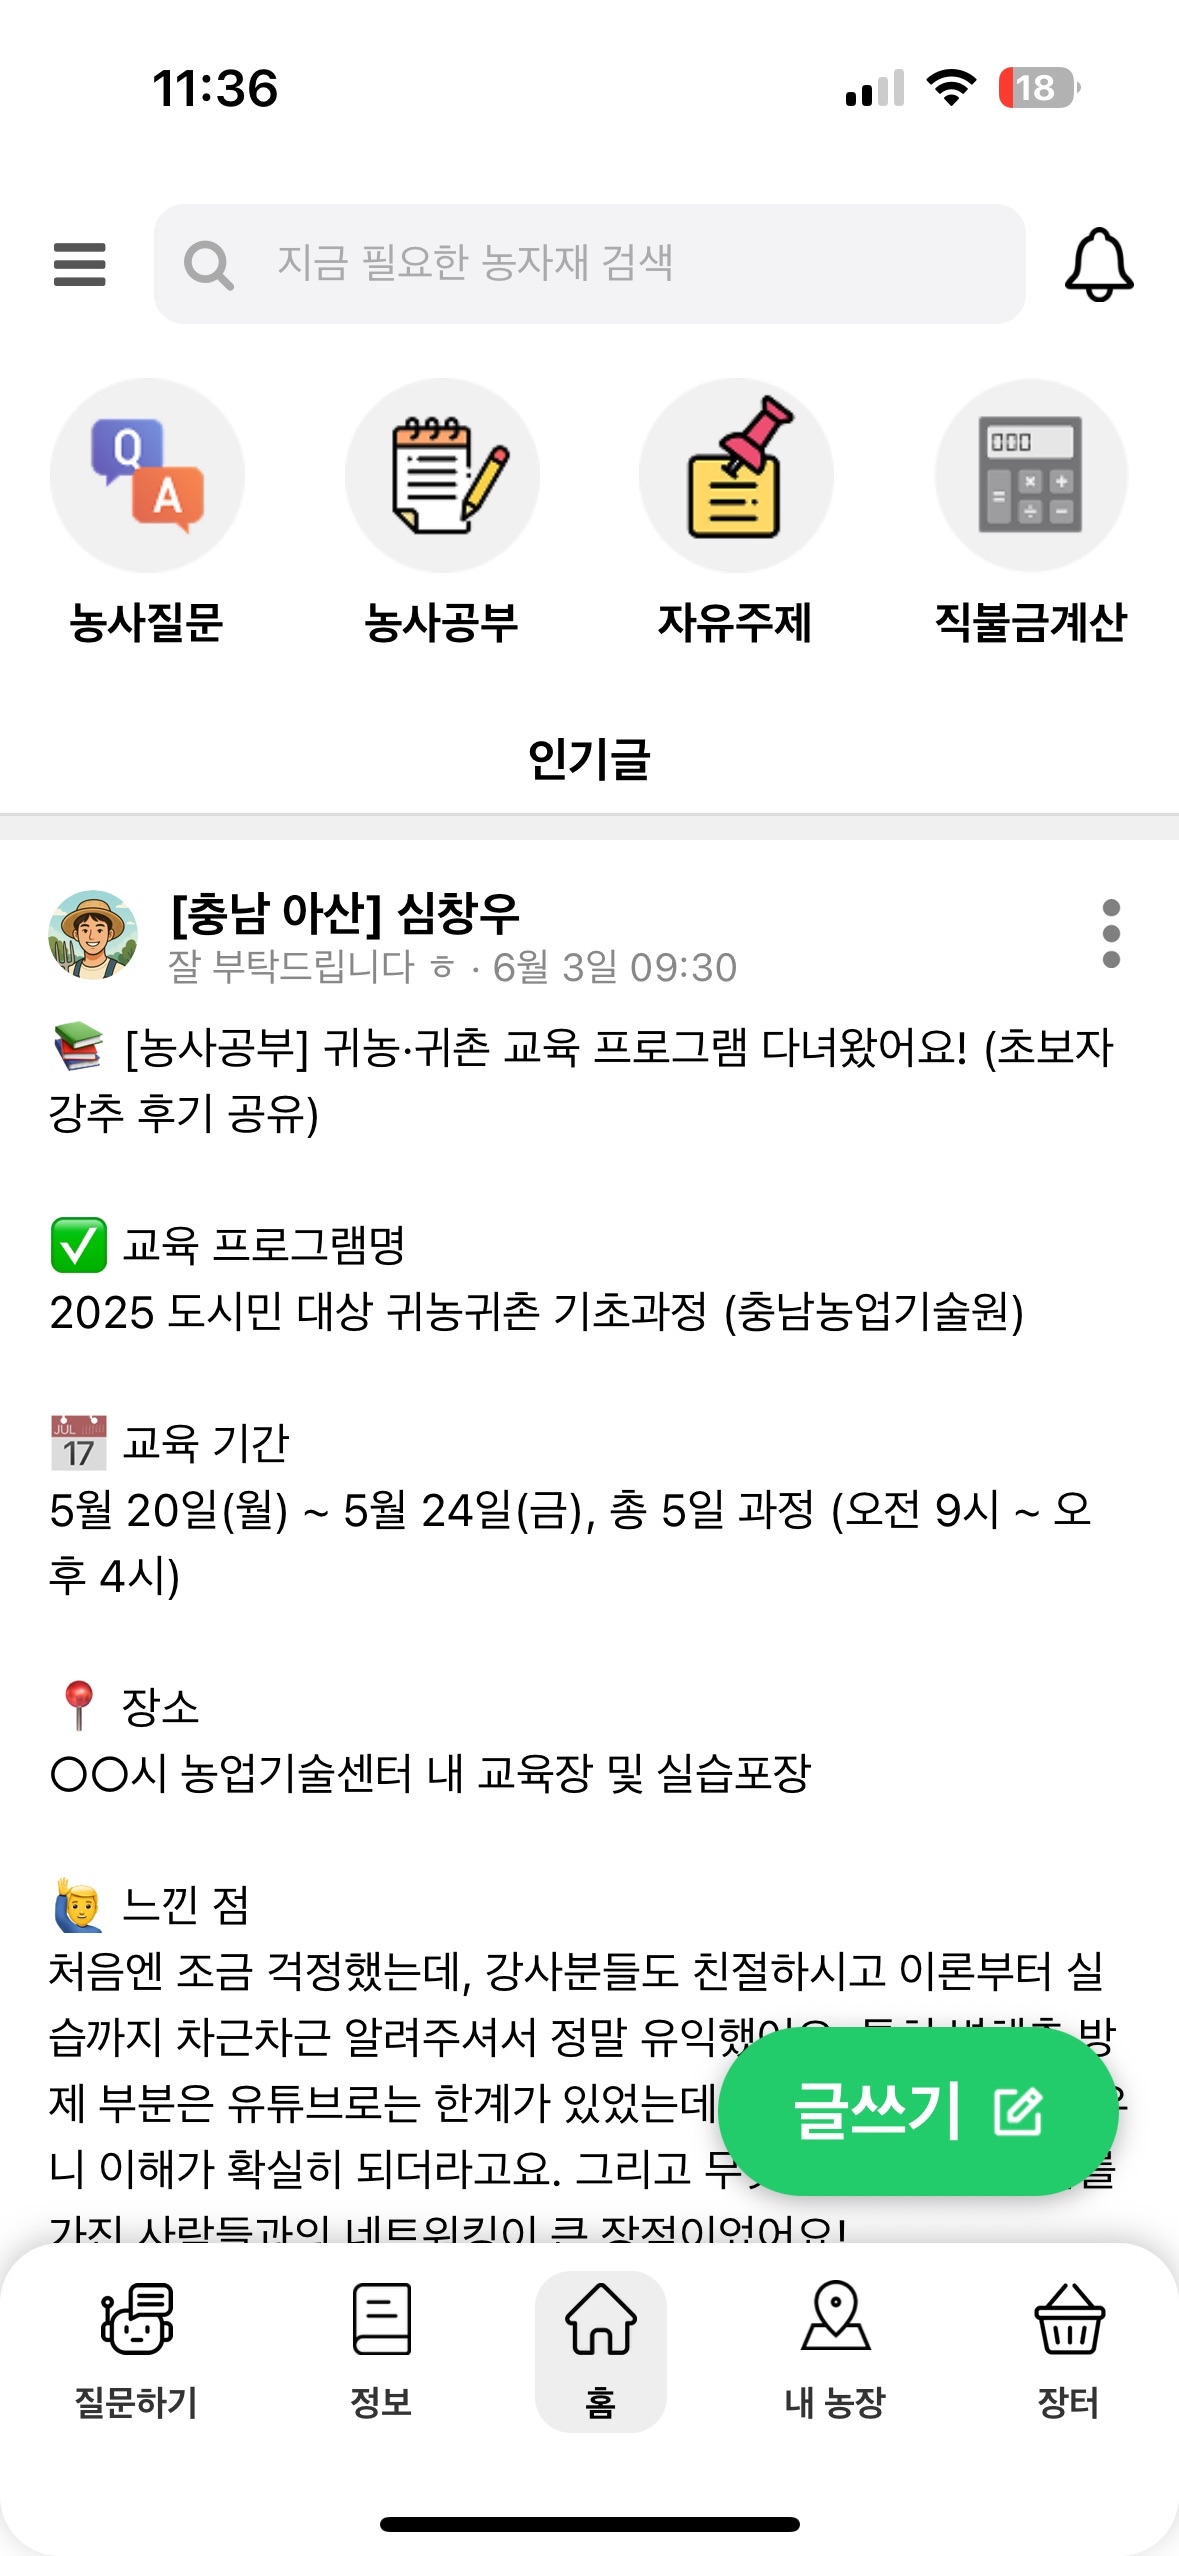 11:36
18
지금 필요한 농자재 검색
Q
A
농사질문
농사공부
자유주제
직불금계산
인기글
[충남 아산] 심창우
잘 부탁드립니다 ㅎ · 6월 3일 09:30
📚 [농사공부] 귀농·귀촌 교육 프로그램 다녀왔어요! (초보자
강추 후기 공유)
✅ 교육 프로그램명
2025 도시민 대상 귀농귀촌 기초과정 (충남농업기술원)
📅 교육 기간
5월 20일(월) ~ 5월 24일(금), 총 5일 과정 (오전 9시 ~ 오
후 4시)
📍 장소
○○시 농업기술센터 내 교육장 및 실습포장
🙋‍♂️ 느낀 점
처음엔 조금 걱정했는데, 강사분들도 친절하시고 이론부터 실
습까지 차근차근 알려주셔서 정말 방
제 부분은 유튜브로는 한계가 있었는데
니 이해가 확실히 되더라고요. 그리고
가진 사람들과의 네트워킹이 큰 장점이었어요!
글쓰기
질문하기
정보
홈
내 농장
장터